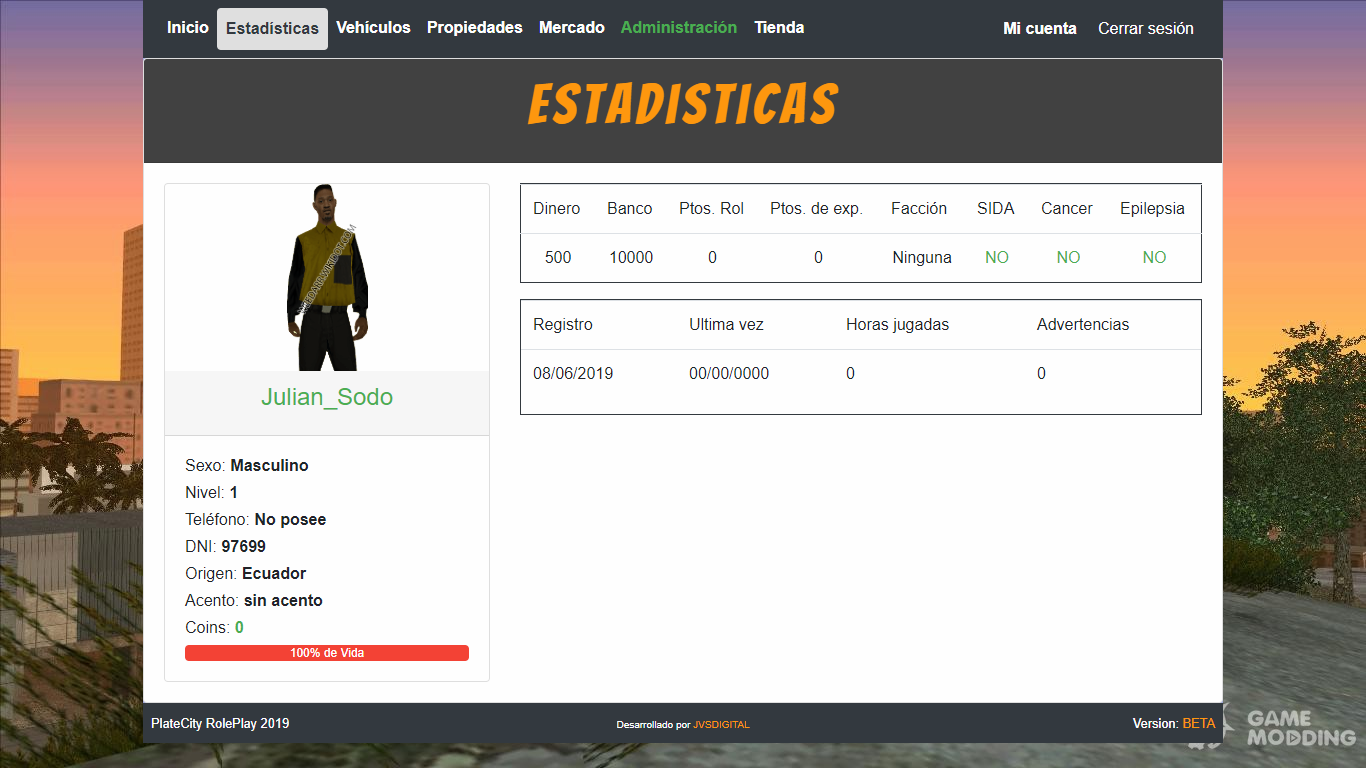 Inicio Estadísticas Vehículos Propiedades Mercado Administración Tienda Mi cuenta Cerrar sesión
ESTADISTICAS
Julian_Sodo
Sexo: Masculino
Nivel: 1
Teléfono: No posee
DNI: 97699
Origen: Ecuador
Acento: sin acento
Coins: 0
100% de Vida
Dinero Banco Ptos. Rol Ptos. de exp. Facción SIDA Cancer Epilepsia
500 10000 0 0 Ninguna NO NO NO
Registro Ultima vez Horas jugadas Advertencias
08/06/2019 00/00/0000 0 0
PlateCity RolePlay 2019 Desarrollado por JVSDIGITAL Version: BETA
GAME
MODDING